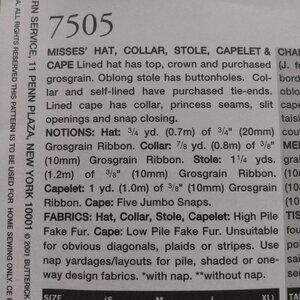 7505
MISSES' HAT, COLLAR, STOLE, CAPELET &
CAPE Lined hat has top, crown and purchased
grosgrain. Oblong stole has buttonholes. Col-
lar and self-lined have purchased tie-ends.
Lined cape has collar, princess seams, slit
openings and snap closing.
NOTIONS: Hat: 3/4 yd. (0.7m) of 3/4" (20mm)
Grosgrain Ribbon. Collar: 7/8 yd. (0.8m) of 3/8"
(10mm) Grosgrain Ribbon. Stole: 1 1/4 yds.
(1.2m) of 3/8" (10mm) Grosgrain Ribbon.
Capelet: 1 yd. (1.0m) of 3/8" (10mm) Grosgrain
Ribbon. Cape: Five Jumbo Snaps.
FABRICS: Hat, Collar, Stole, Capelet: High Pile
Fake Fur. Cape: Low Pile Fake Fur. Unsuitable
for obvious diagonals, plaids or stripes. Use
nap yardages/layouts for pile, shaded or one-
way design fabrics. *with nap. **without nap.
SIZE
RN SERVICE, 11 PENN PLAZA, NEW YORK 10001 © 2001 BUTTERICK
A. ALL RIGHTS RESERVED THIS PATTERN IS TO BE USED FOR HOME SEWING ONLY.